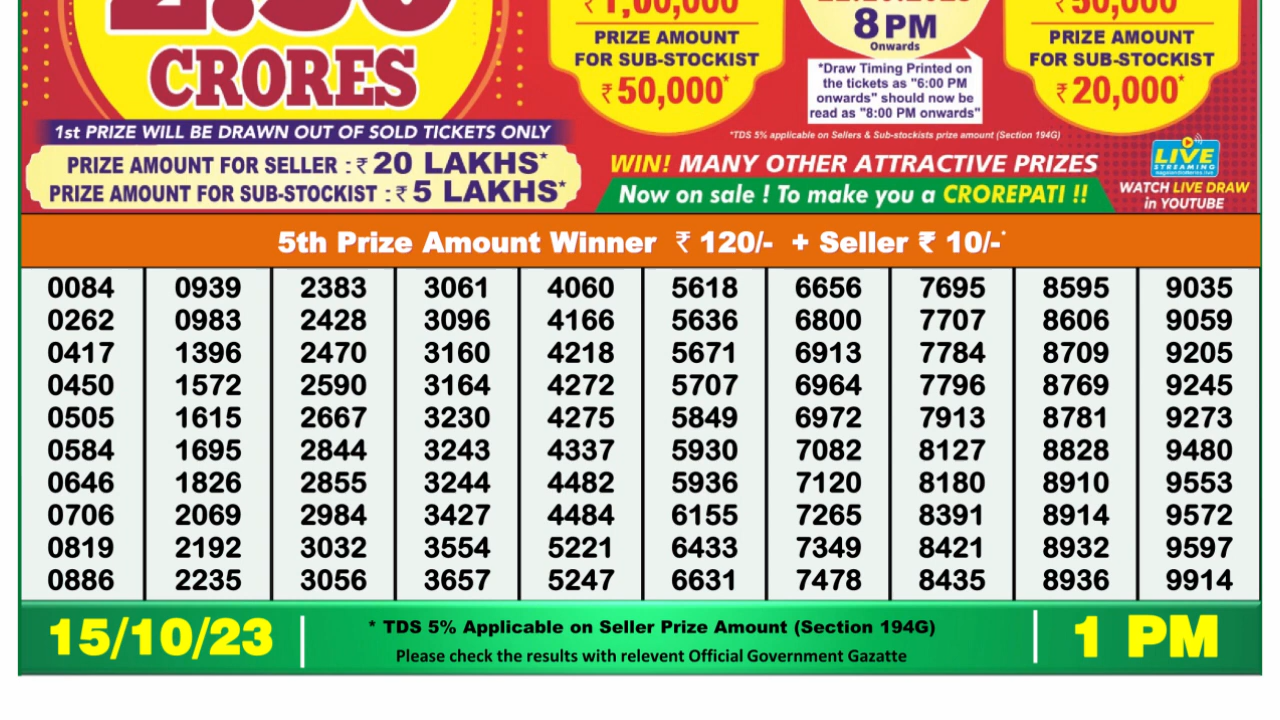 2.50
CRORES
1st PRIZE WILL BE DRAWN OUT OF SOLD TICKETS ONLY
PRIZE AMOUNT FOR SELLER : ₹ 20 LAKHS*
PRIZE AMOUNT FOR SUB-STOCKIST : ₹ 5 LAKHS*
₹1,00,000
PRIZE AMOUNT
FOR SUB-STOCKIST
₹50,000*
8 PM
Onwards
*Draw Timing Printed on
the tickets as "6:00 PM
onwards" should now be
read as "8:00 PM onwards"
₹50,000
PRIZE AMOUNT
FOR SUB-STOCKIST
₹20,000*
*TDS 5% applicable on Sellers & Sub-stockists prize amount (Section 194G)
WIN! MANY OTHER ATTRACTIVE PRIZES
Now on sale ! To make you a CROREPATI !!
LIVE
STREAMING
WATCH LIVE DRAW
in YOUTUBE
5th Prize Amount Winner ₹ 120/- + Seller ₹ 10/-*
0084 0939 2383 3061 4060 5618 6656 7695 8595 9035
0262 0983 2428 3096 4166 5636 6800 7707 8606 9059
0417 1396 2470 3160 4218 5671 6913 7784 8709 9205
0450 1572 2590 3164 4272 5707 6964 7796 8769 9245
0505 1615 2667 3230 4275 5849 6972 7913 8781 9273
0584 1695 2844 3243 4337 5930 7082 8127 8828 9480
0646 1826 2855 3244 4482 5936 7120 8180 8910 9553
0706 2069 2984 3427 4484 6155 7265 8391 8914 9572
0819 2192 3032 3554 5221 6433 7349 8421 8932 9597
0886 2235 3056 3657 5247 6631 7478 8435 8936 9914
15/10/23
* TDS 5% Applicable on Seller Prize Amount (Section 194G)
Please check the results with relevent Official Government Gazatte
1 PM